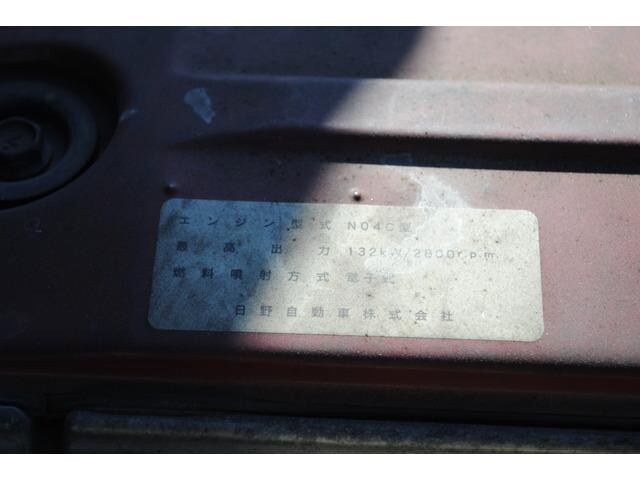 エンジン型式 N04C型
最高出力 132kW/2800r.p.m.
燃料噴射方式 電子式
日野自動車株式会社